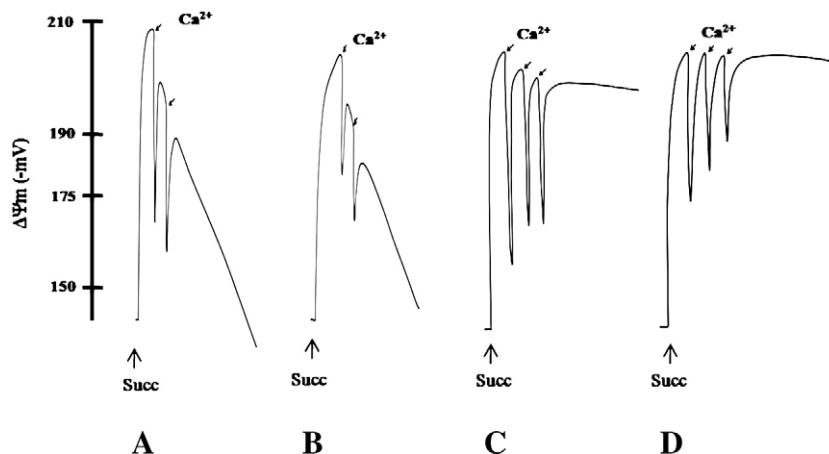 210
190
175
150
ΔΨm (-mV)
Ca²⁺
Ca²⁺
Ca²⁺
Ca²⁺
Succ
Succ
Succ
Succ
A
B
C
D